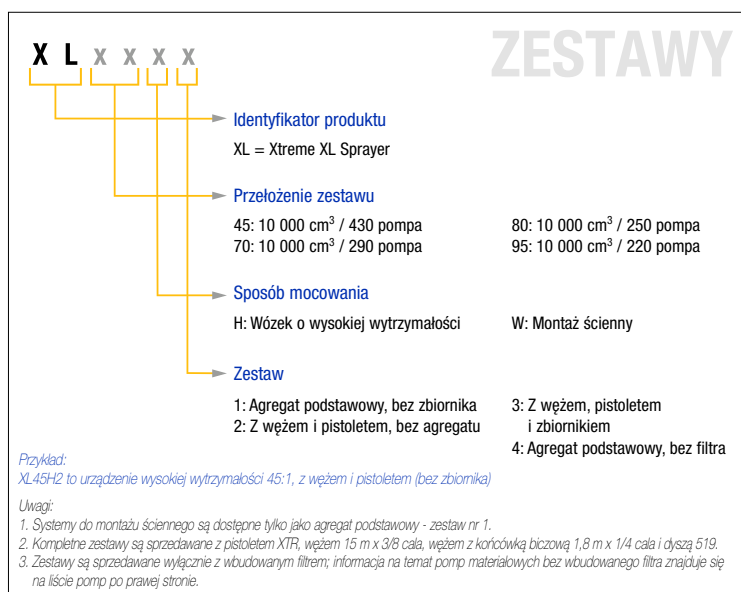 ZESTAWY
X L x x x x
Identyfikator produktu
XL = Xtreme XL Sprayer
Przełożenie zestawu
45: 10 000 cm³ / 430 pompa
70: 10 000 cm³ / 290 pompa
80: 10 000 cm³ / 250 pompa
95: 10 000 cm³ / 220 pompa
Sposób mocowania
H: Wózek o wysokiej wytrzymałości
W: Montaż ścienny
Zestaw
1: Agregat podstawowy, bez zbiornika
2: Z wężem i pistoletem, bez agregatu
3: Z wężem, pistoletem
i zbiornikiem
4: Agregat podstawowy, bez filtra
Przykład:
XL45H2 to urządzenie wysokiej wytrzymałości 45:1, z wężem i pistoletem (bez zbiornika)
Uwagi:
1. Systemy do montażu ściennego są dostępne tylko jako agregat podstawowy - zestaw nr 1.
2. Kompletne zestawy są sprzedawane z pistoletem XTR, wężem 15 m x 3/8 cala, wężem z końcówką biczową 1,8 m x 1/4 cala i dyszą 519.
3. Zestawy są sprzedawane wyłącznie z wbudowanym filtrem; informacja na temat pomp materiałowych bez wbudowanego filtra znajduje się
na liście pomp po prawej stronie.